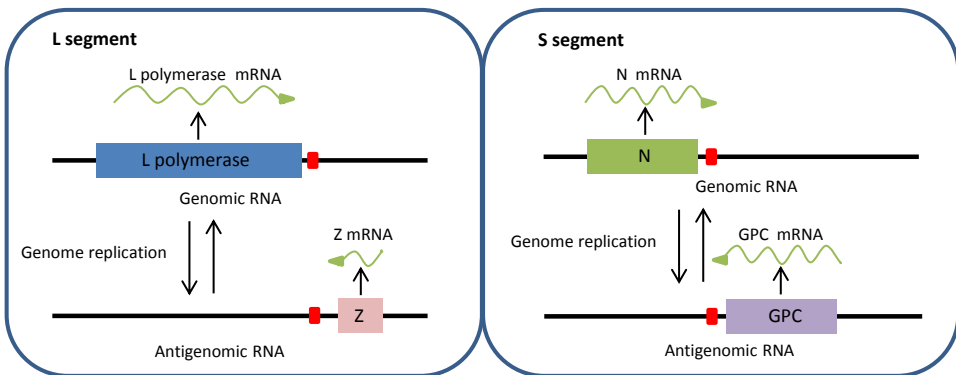 L segment
L polymerase mRNA
L polymerase
Genomic RNA
Genome replication
Z mRNA
Z
Antigenomic RNA
S segment
N mRNA
N
Genomic RNA
Genome replication
GPC mRNA
GPC
Antigenomic RNA